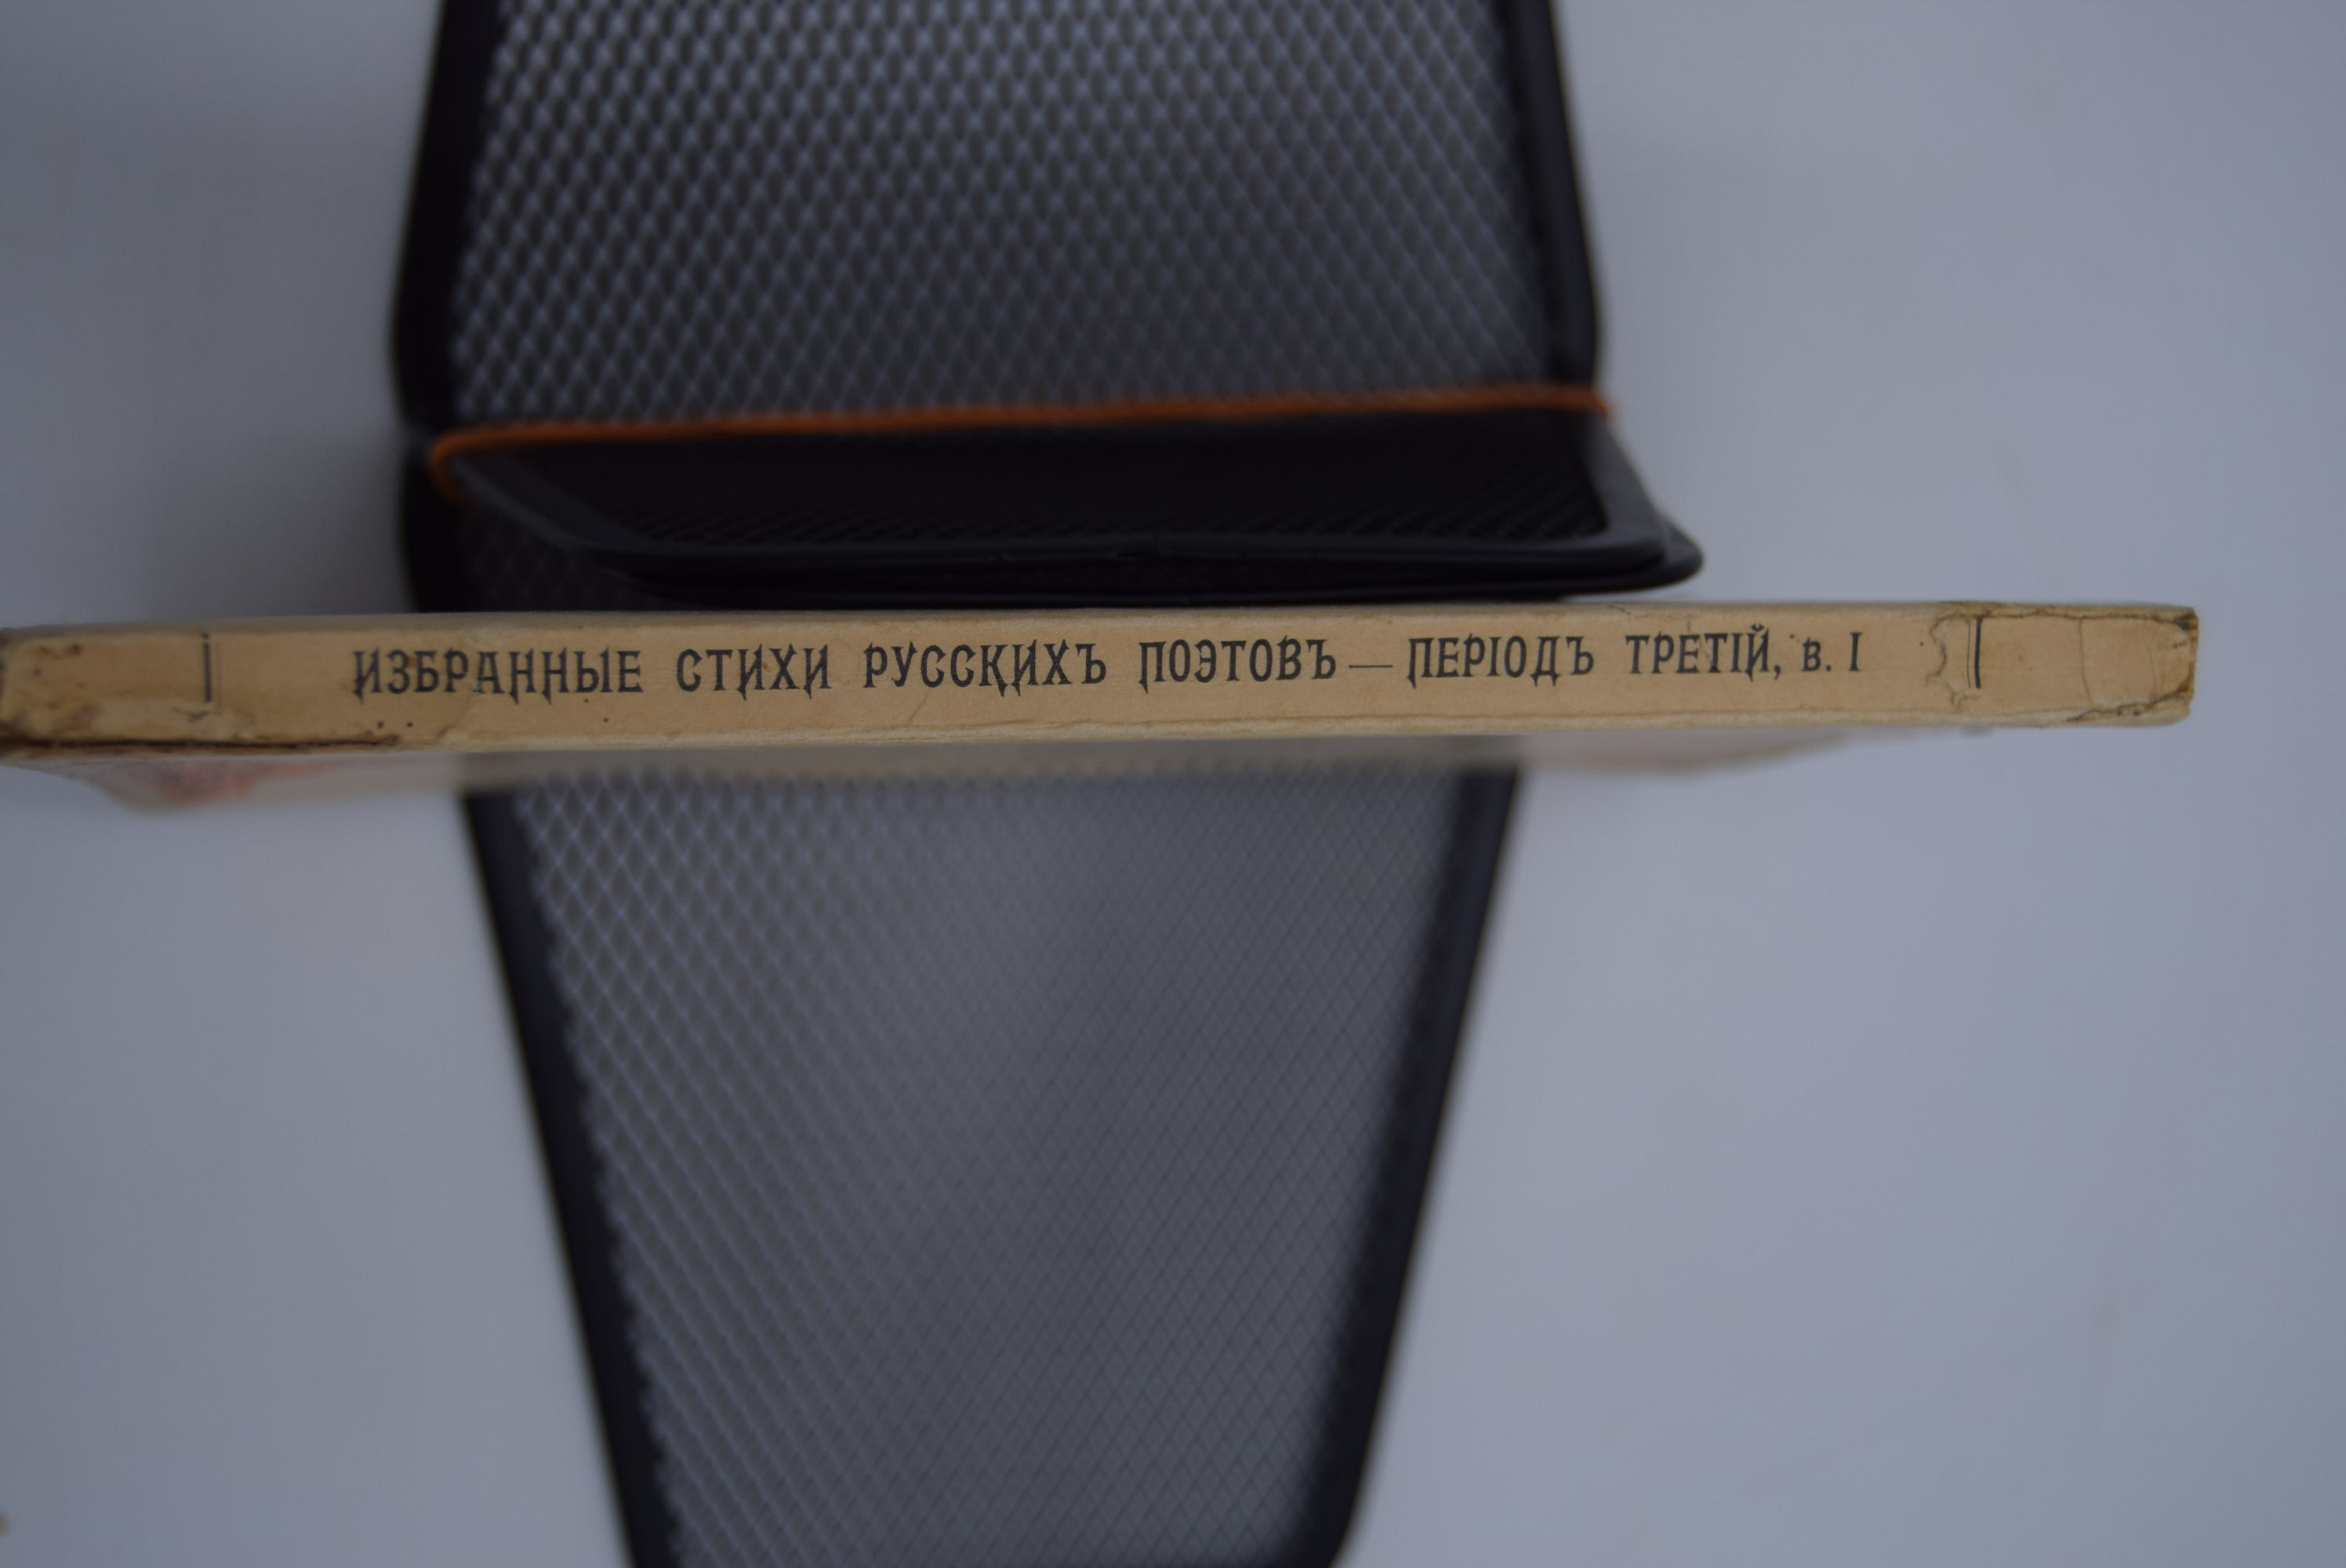 ИЗБРАННЫЕ СТИХИ РУССКИХЪ ПОЭТОВЪ — ПЕРІОДЪ ТРЕТІЙ, в. I